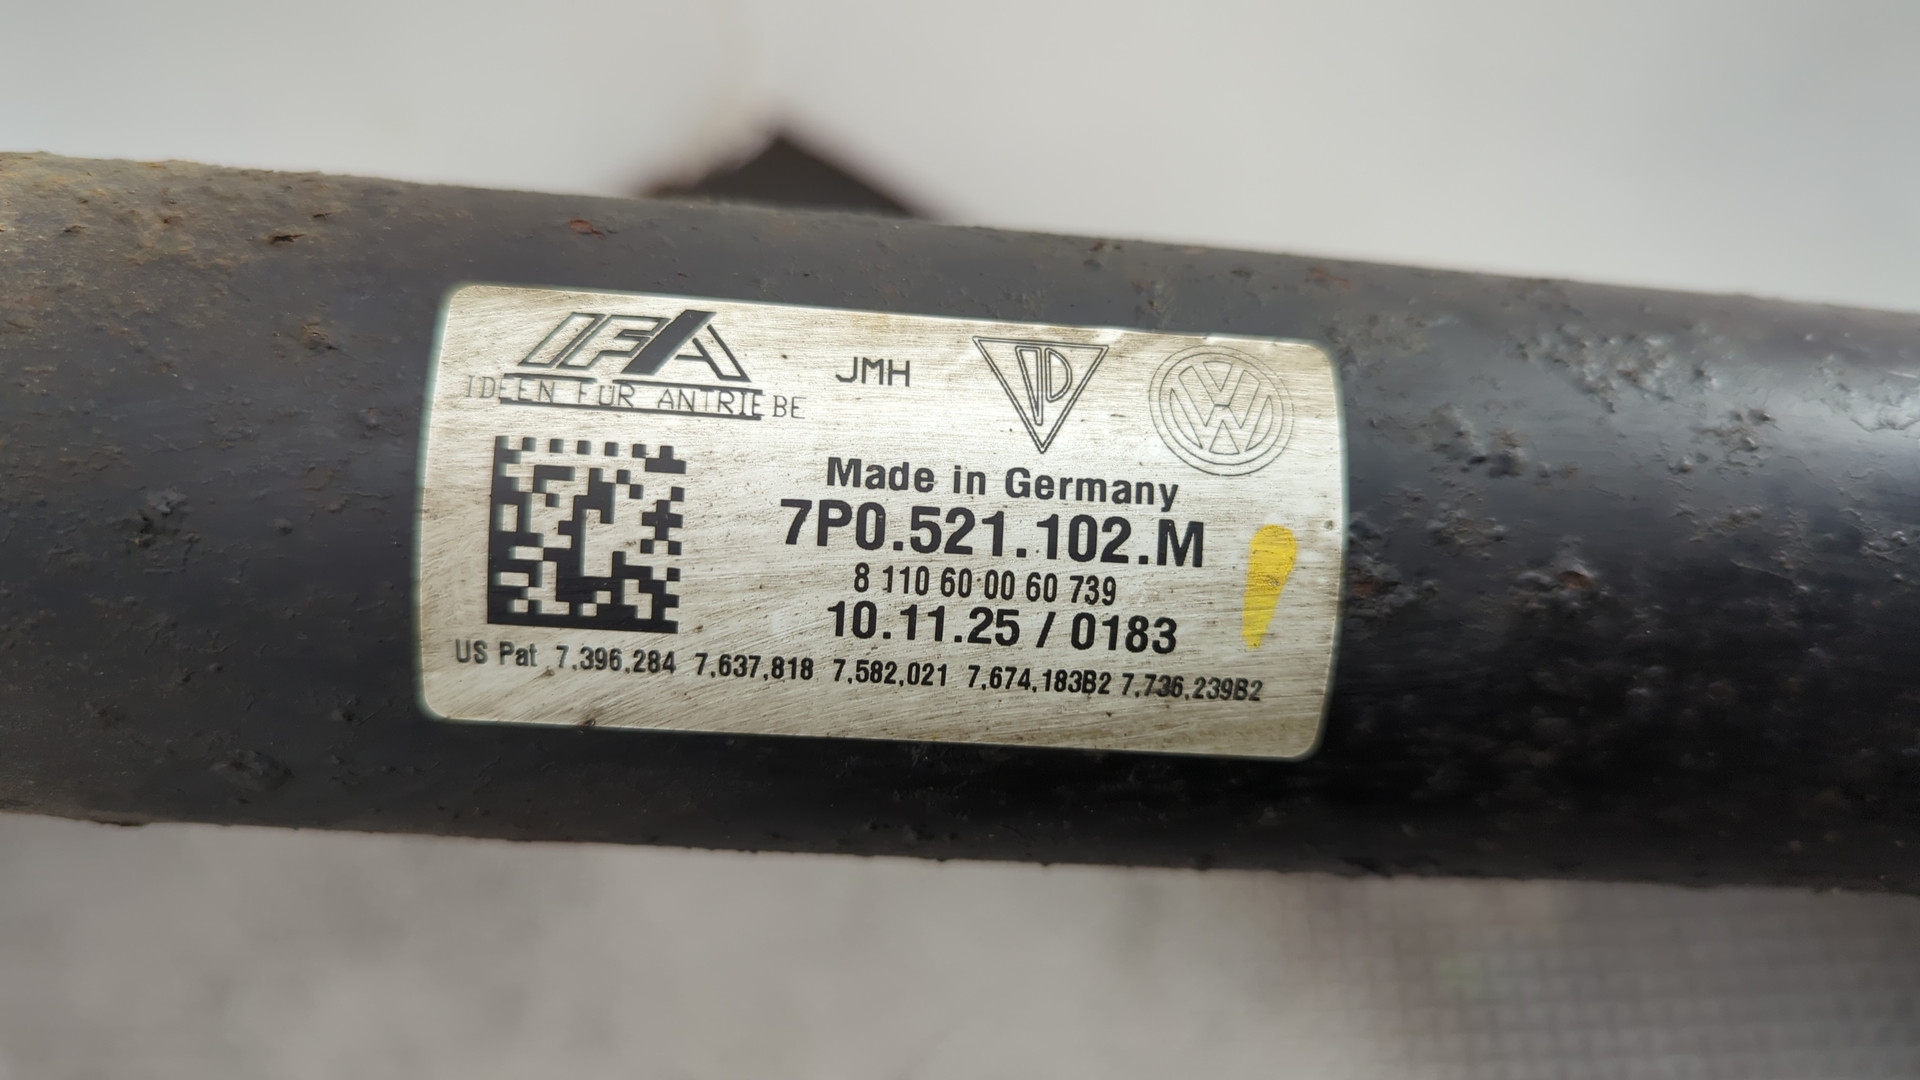 IFA
IDEEN FÜR ANTRIEBE
JMH
Made in Germany
7P0.521.102.M
8 110 60 00 60 739
10.11.25 / 0183
US Pat 7,396,284 7,637,818 7,582,021 7,674,183B2 7,736,239B2